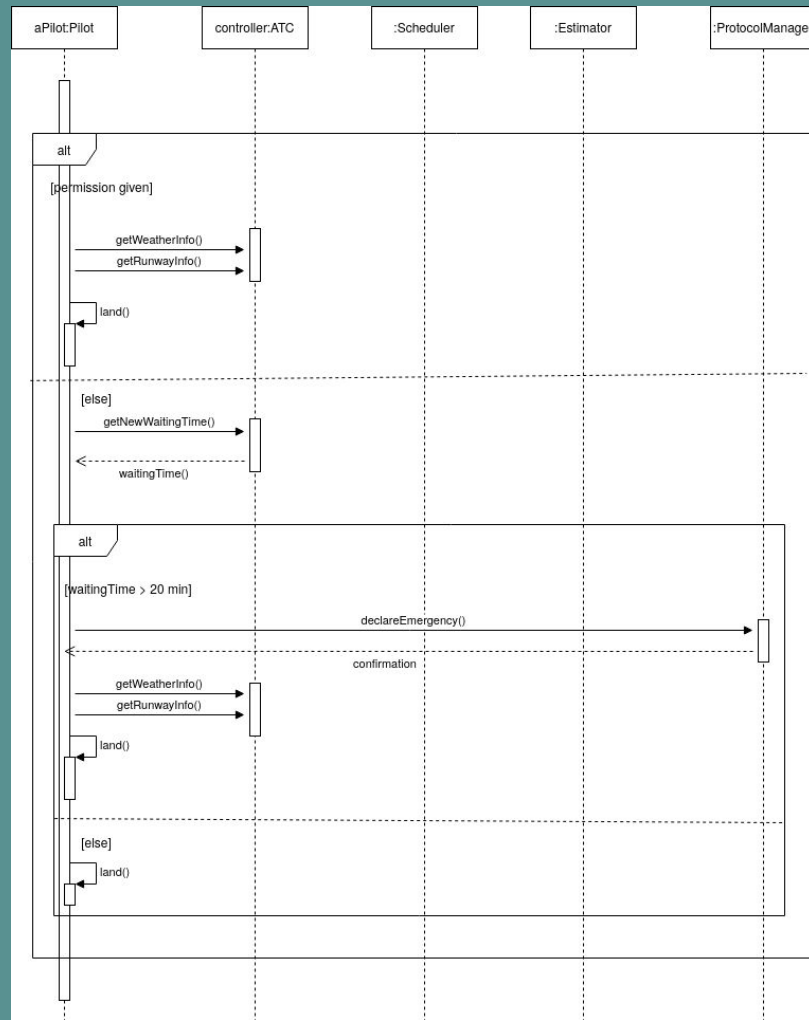 aPilot:Pilot
controller:ATC
:Scheduler
:Estimator
:ProtocolManage
alt
[permission given]
getWeatherInfo()
getRunwayInfo()
land()
[else]
getNewWaitingTime()
waitingTime()
alt
[waitingTime > 20 min]
declareEmergency()
confirmation
getWeatherInfo()
getRunwayInfo()
land()
[else]
land()